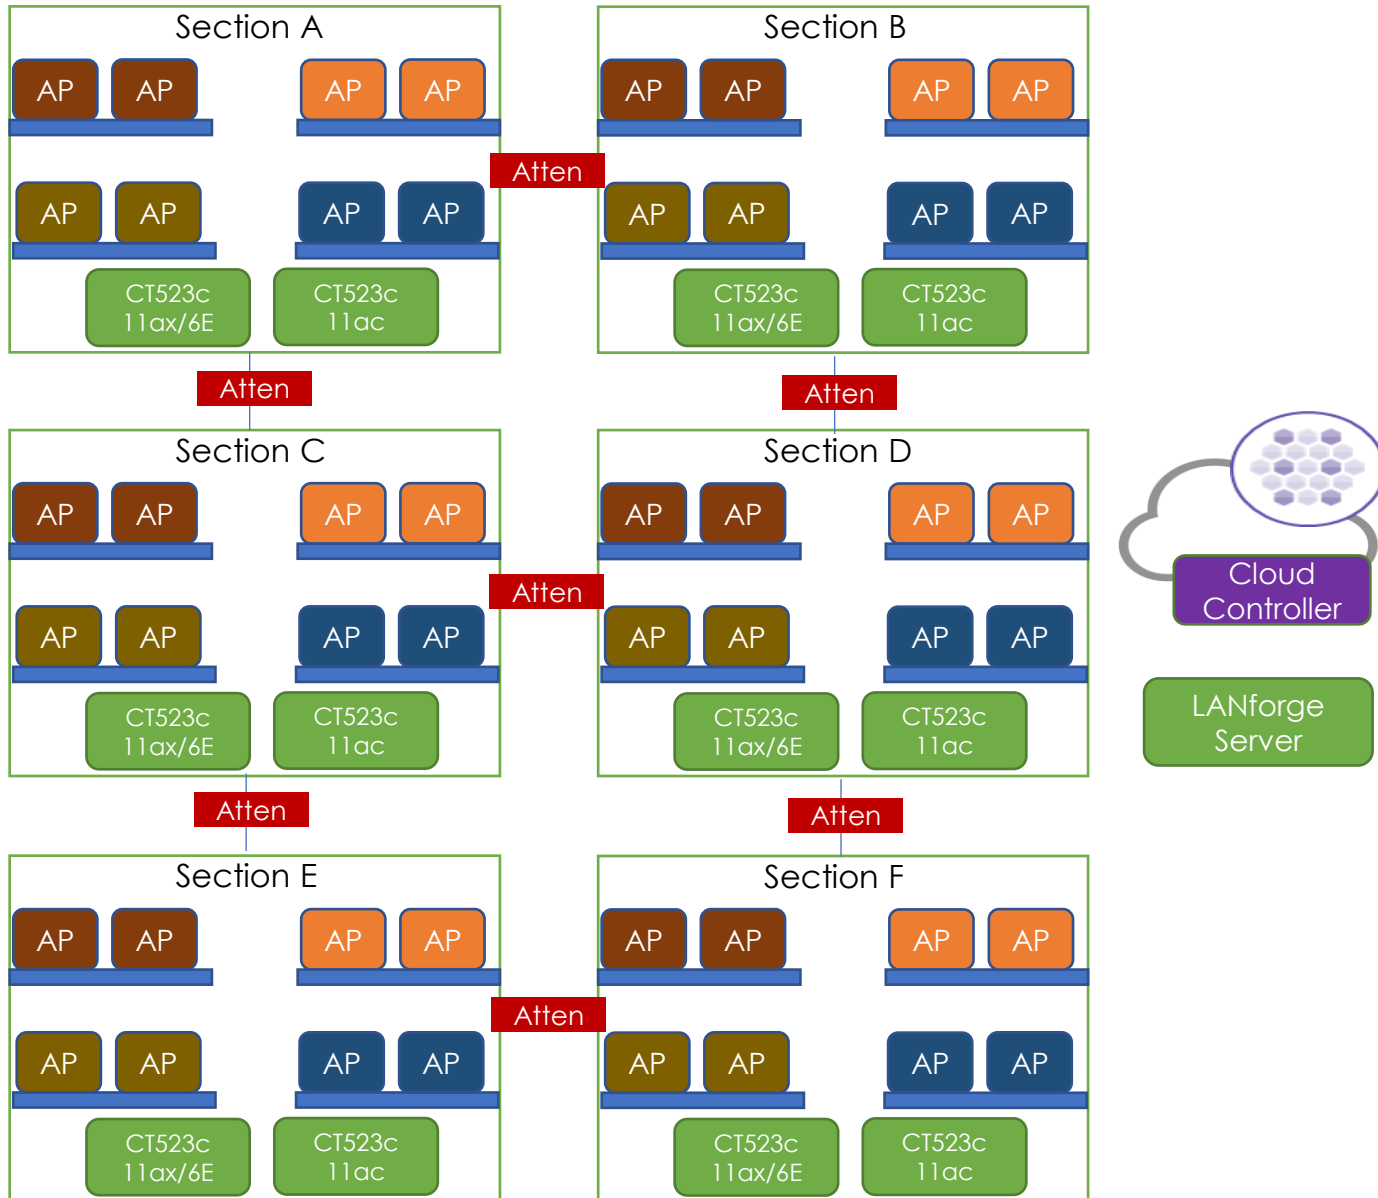 Section A
AP AP AP AP
AP AP AP AP
CT523c
11ax/6E
CT523c
11ac
Atten
Section B
AP AP AP AP
AP AP AP AP
CT523c
11ax/6E
CT523c
11ac
Atten
Atten
Section C
AP AP AP AP
AP AP AP AP
CT523c
11ax/6E
CT523c
11ac
Atten
Section D
AP AP AP AP
AP AP AP AP
CT523c
11ax/6E
CT523c
11ac
Atten
Atten
Section E
AP AP AP AP
AP AP AP AP
CT523c
11ax/6E
CT523c
11ac
Atten
Section F
AP AP AP AP
AP AP AP AP
CT523c
11ax/6E
CT523c
11ac
Cloud
Controller
LANforge
Server